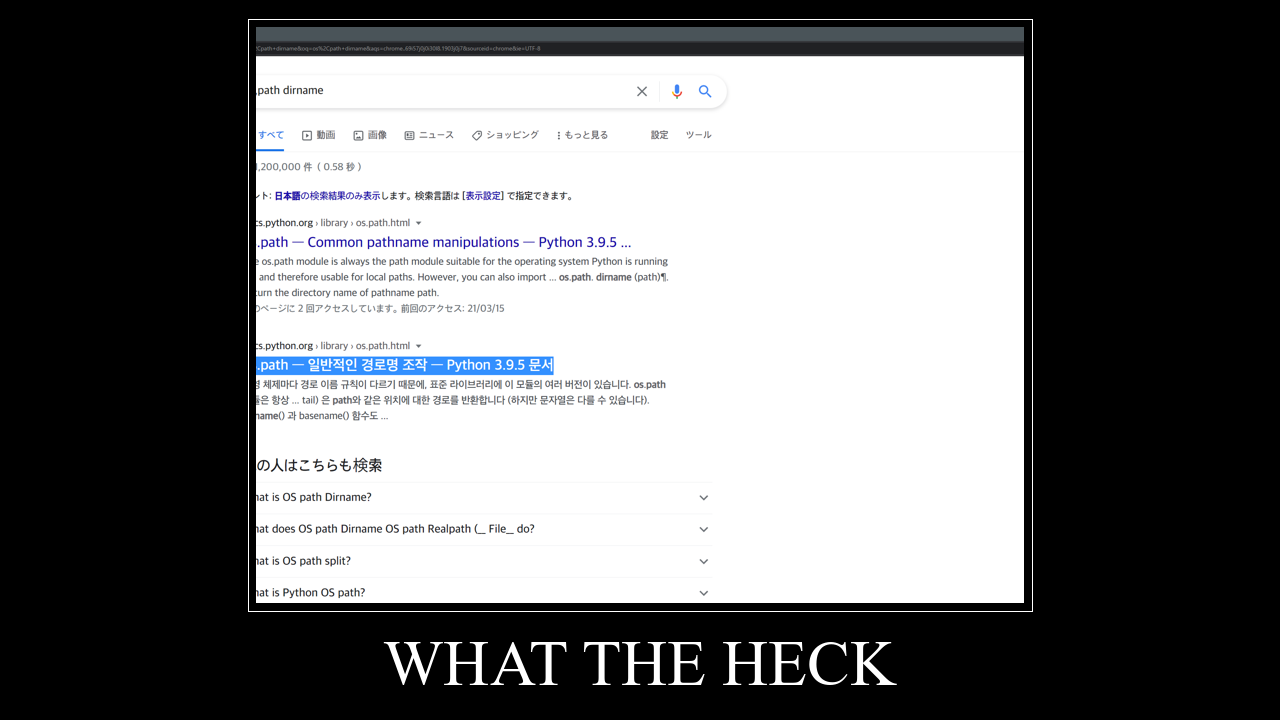 path+dirname&oq=os%2Cpath+dirname&aqs=chrome..69i57j0j0i30l8.1903j0j7&sourceid=chrome&ie=UTF-8
.path dirname
すべて 動画 画像 ニュース ショッピング もっと見る 設定 ツール
,200,000 件（0.58 秒）
ント: 日本語の検索結果のみ表示します。検索言語は [表示設定] で指定できます。
cs.python.org › library › os.path.html
.path — Common pathname manipulations — Python 3.9.5 ...
e os.path module is always the path module suitable for the operating system Python is running
and therefore usable for local paths. However, you can also import ... os.path. dirname (path)¶.
turn the directory name of pathname path.
のページに 2 回アクセスしています。前回のアクセス: 21/03/15
cs.python.org › library › os.path.html
.path — 일반적인 경로명 조작 — Python 3.9.5 문서
체제마다 경로 이름 규칙이 다르기 때문에, 표준 라이브러리에 이 모듈의 여러 버전이 있습니다. os.path
들은 항상 ... tail) 은 path와 같은 위치에 대한 경로를 반환합니다 (하지만 문자열은 다를 수 있습니다).
name() 과 basename() 함수도 ...
の人はこちらも検索
hat is OS path Dirname?
hat does OS path Dirname OS path Realpath (__ File__ do?
hat is OS path split?
hat is Python OS path?
WHAT THE HECK